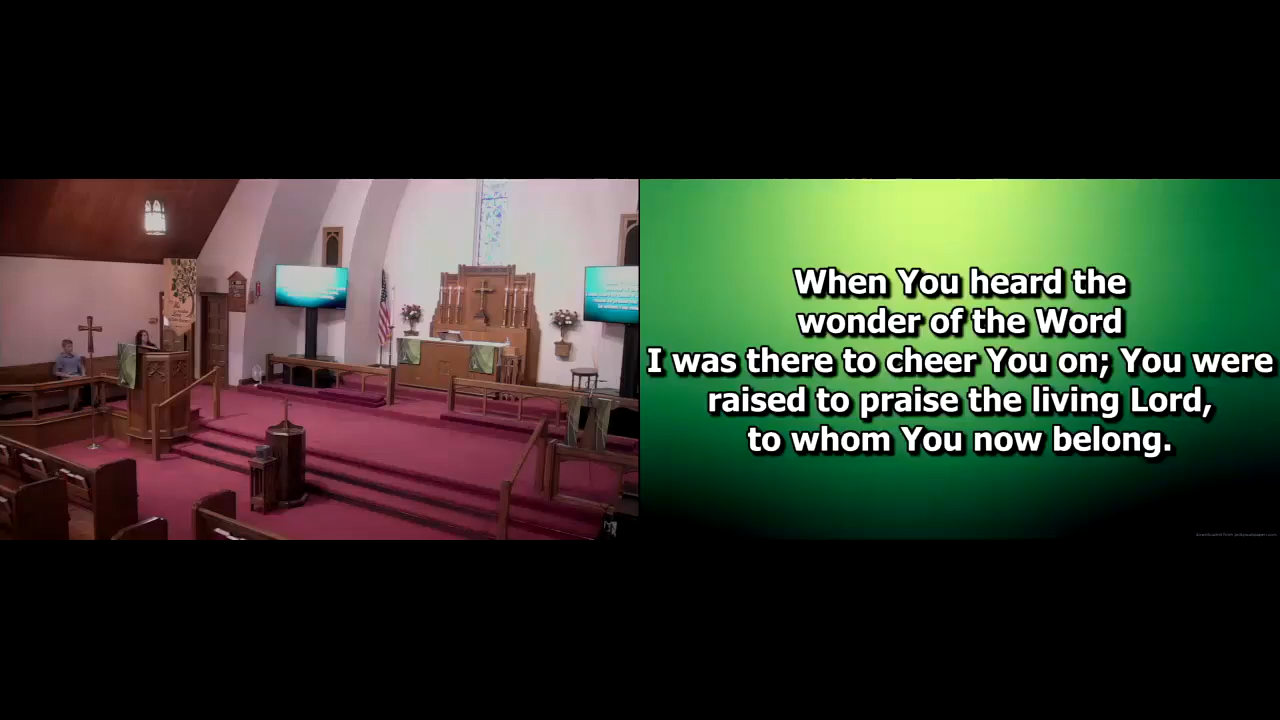 When You heard the
wonder of the Word
I was there to cheer You on; You were
raised to praise the living Lord,
to whom You now belong.